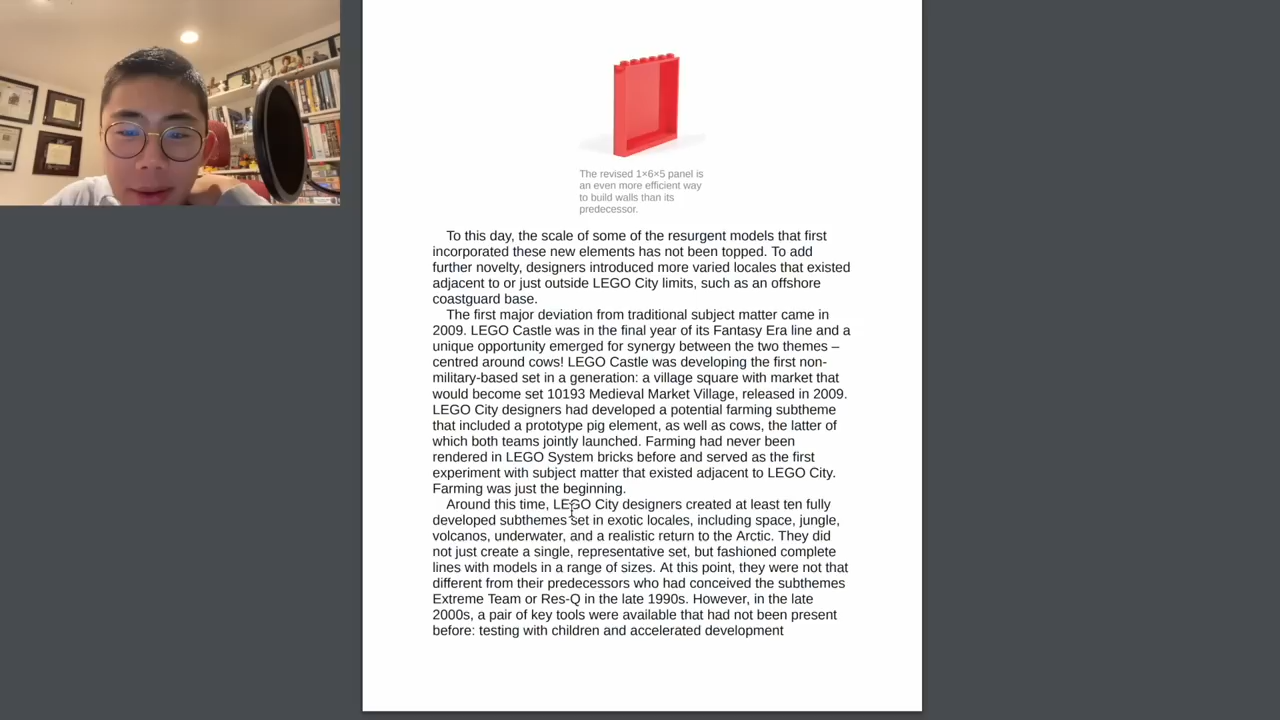 The revised 1×6×5 panel is
an even more efficient way
to build walls than its
predecessor.
To this day, the scale of some of the resurgent models that first
incorporated these new elements has not been topped. To add
further novelty, designers introduced more varied locales that existed
adjacent to or just outside LEGO City limits, such as an offshore
coastguard base.
The first major deviation from traditional subject matter came in
2009. LEGO Castle was in the final year of its Fantasy Era line and a
unique opportunity emerged for synergy between the two themes –
centred around cows! LEGO Castle was developing the first non-
military-based set in a generation: a village square with market that
would become set 10193 Medieval Market Village, released in 2009.
LEGO City designers had developed a potential farming subtheme
that included a prototype pig element, as well as cows, the latter of
which both teams jointly launched. Farming had never been
rendered in LEGO System bricks before and served as the first
experiment with subject matter that existed adjacent to LEGO City.
Farming was just the beginning.
Around this time, LEGO City designers created at least ten fully
developed subthemes set in exotic locales, including space, jungle,
volcanos, underwater, and a realistic return to the Arctic. They did
not just create a single, representative set, but fashioned complete
lines with models in a range of sizes. At this point, they were not that
different from their predecessors who had conceived the subthemes
Extreme Team or Res-Q in the late 1990s. However, in the late
2000s, a pair of key tools were available that had not been present
before: testing with children and accelerated development